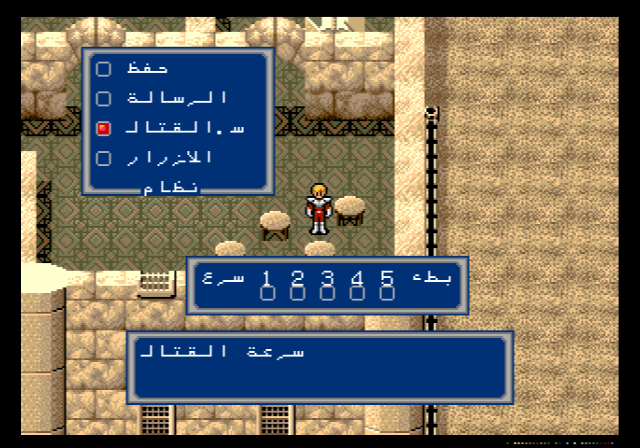 حفظ
الرسالة
س.القتال
الازرار
نظام
سرع 1 2 3 4 5 بطء
سرعة القتال